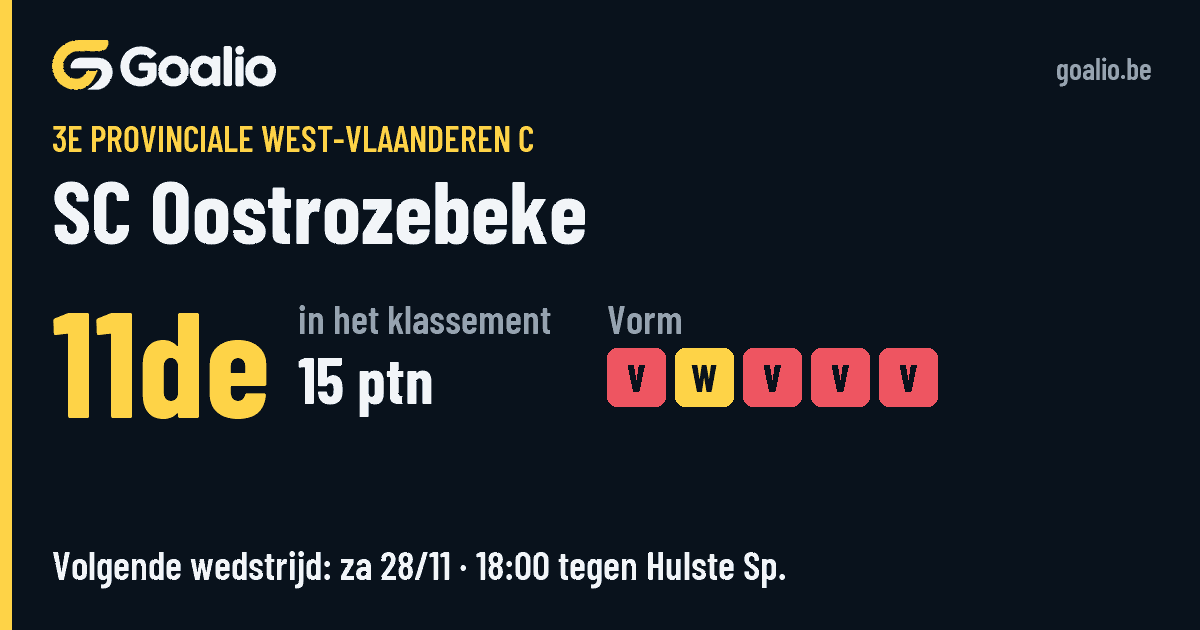 Goalio
goalio.be
3E PROVINCIALE WEST-VLAANDEREN C
SC Oostrozebeke
11de
in het klassement
15 ptn
Vorm
V W V V V
Volgende wedstrijd: za 28/11 · 18:00 tegen Hulste Sp.